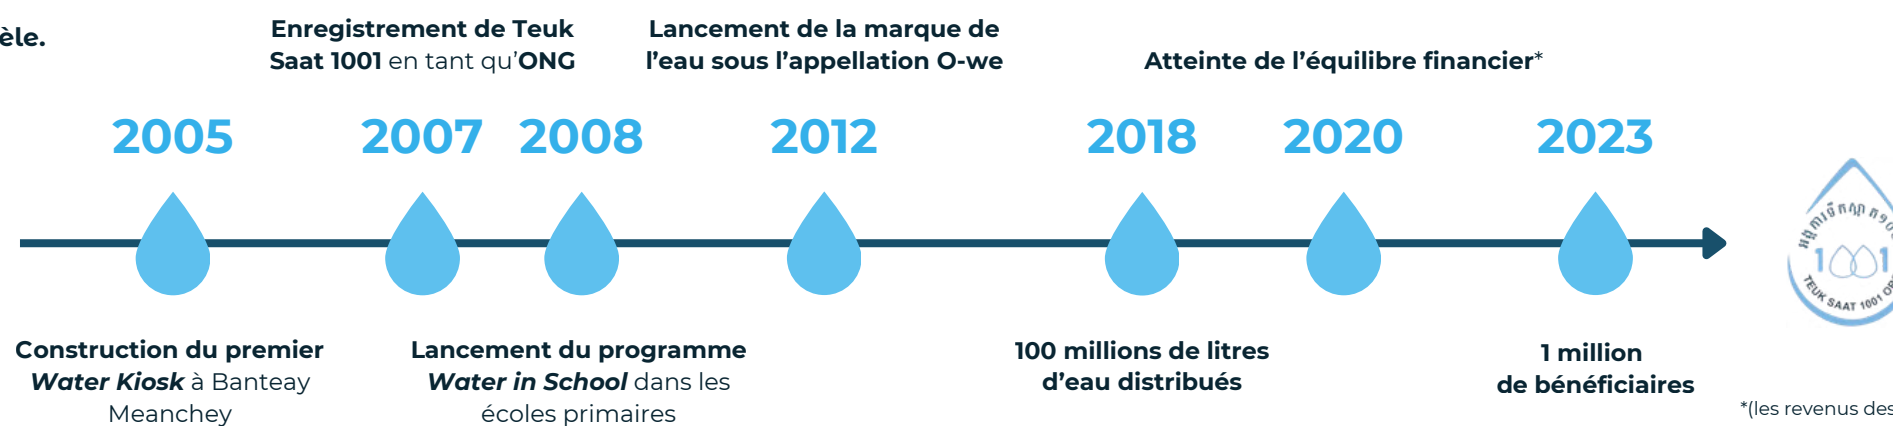 èle.
Enregistrement de Teuk
Saat 1001 en tant qu’ONG
Lancement de la marque de
l’eau sous l’appellation O-we
Atteinte de l’équilibre financier*
2005
2007
2008
2012
2018
2020
2023
Construction du premier
Water Kiosk à Banteay
Meanchey
Lancement du programme
Water in School dans les
écoles primaires
100 millions de litres
d’eau distribués
1 million
de bénéficiaires
1001
TEUK SAAT 1001
*(les revenus des